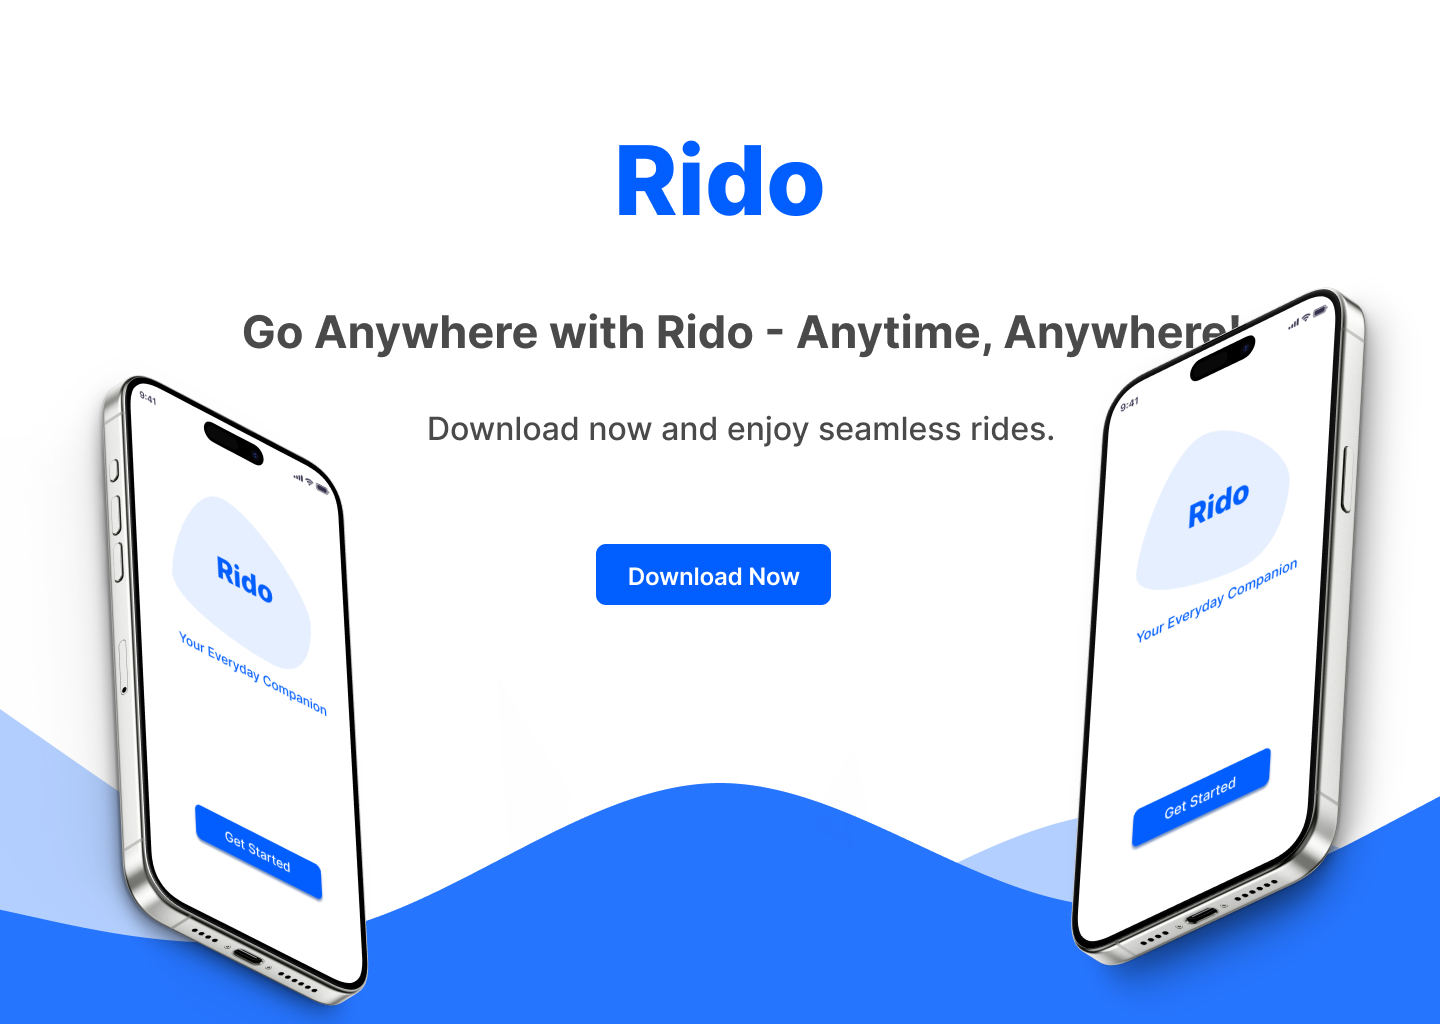 Rido
Go Anywhere with Rido - Anytime, Anywhere!
Download now and enjoy seamless rides.
Download Now
9:41
Rido
Your Everyday Companion
Get Started
9:41
Rido
Your Everyday Companion
Get Started